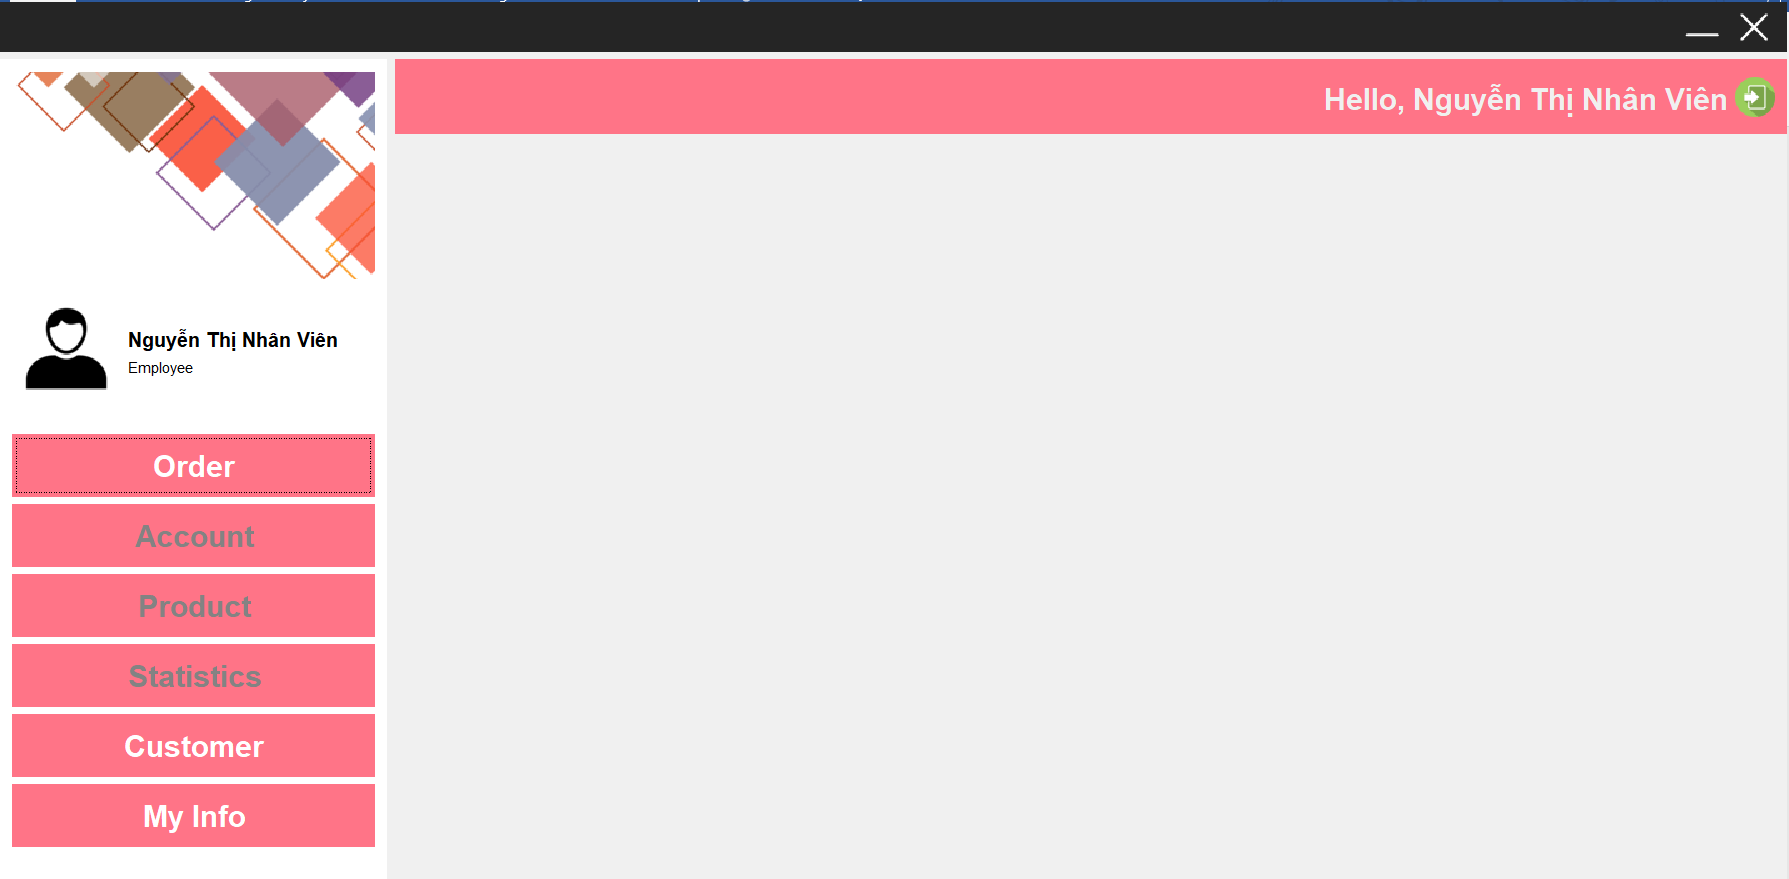 Hello, Nguyễn Thị Nhân Viên
Nguyễn Thị Nhân Viên
Employee
Order
Account
Product
Statistics
Customer
My Info